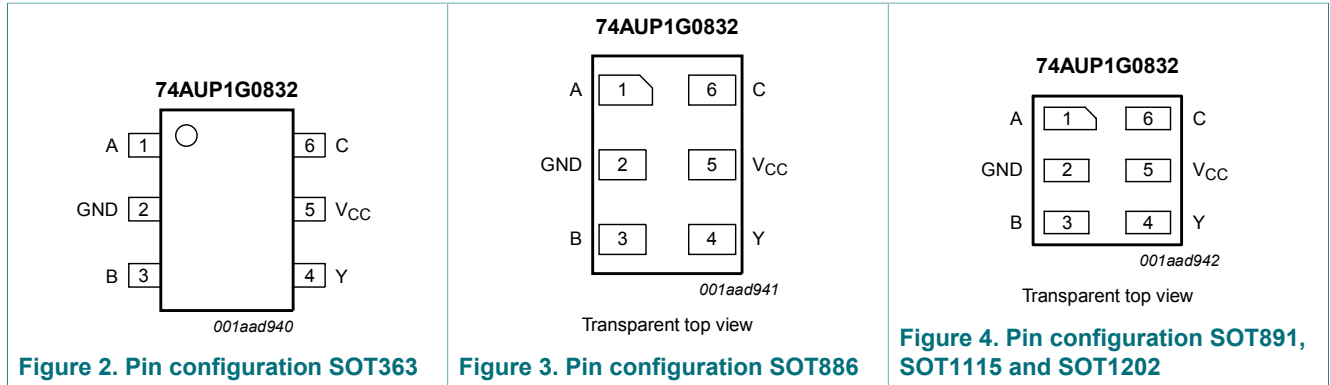 74AUP1G0832
A 1 6 C
GND 2 5 VCC
B 3 4 Y
001aad940
Figure 2. Pin configuration SOT363
74AUP1G0832
A 1 6 C
GND 2 5 VCC
B 3 4 Y
001aad941
Transparent top view
Figure 3. Pin configuration SOT886
74AUP1G0832
A 1 6 C
GND 2 5 VCC
B 3 4 Y
001aad942
Transparent top view
Figure 4. Pin configuration SOT891,
SOT1115 and SOT1202